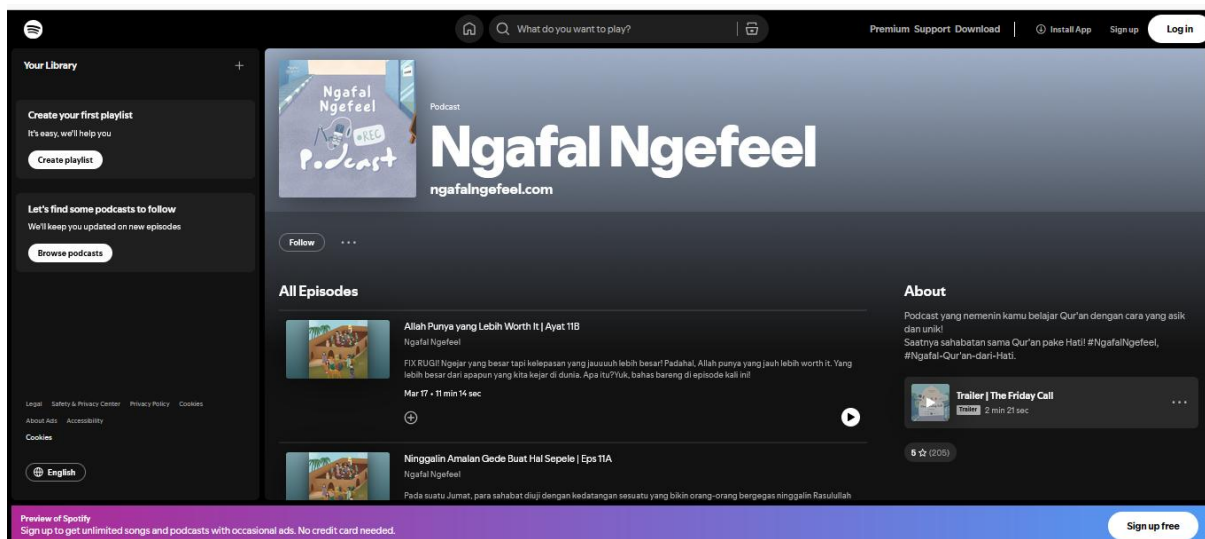 What do you want to play?
Premium Support Download
Install App
Sign up
Log in
Your Library
Create your first playlist
It's easy, we'll help you
Create playlist
Let's find some podcasts to follow
We'll keep you updated on new episodes
Browse podcasts
Legal Safety & Privacy Center Privacy Policy Cookies
About Ads Accessibility
Cookies
English
Ngafal
Ngefeel
REC
Podcast
Podcast
Ngafal Ngefeel
ngafalngefeel.com
Follow
All Episodes
Allah Punya yang Lebih Worth It | Ayat 11B
Ngafal Ngefeel
FIX RUGI! Ngejar yang besar tapi kelepasan yang jauuuuh lebih besar! Padahal, Allah punya yang jauh lebih worth it. Yang
lebih besar dari apapun yang kita kejar di dunia. Apa itu?Yuk, bahas bareng di episode kali ini!
Mar 17 • 11 min 14 sec
Ninggalin Amalan Gede Buat Hal Sepele | Eps 11A
Ngafal Ngefeel
Pada suatu Jumat, para sahabat diuji dengan kedatangan sesuatu yang bikin orang-orang bergegas ninggalin Rasulullah
About
Podcast yang nemenin kamu belajar Qur'an dengan cara yang asik
dan unik!
Saatnya sahabatan sama Qur'an pake Hati! #NgafalNgefeel,
#Ngafal-Qur'an-dari-Hati.
Trailer | The Friday Call
Trailer 2 min 21 sec
5 ☆ (205)
Preview of Spotify
Sign up to get unlimited songs and podcasts with occasional ads. No credit card needed.
Sign up free